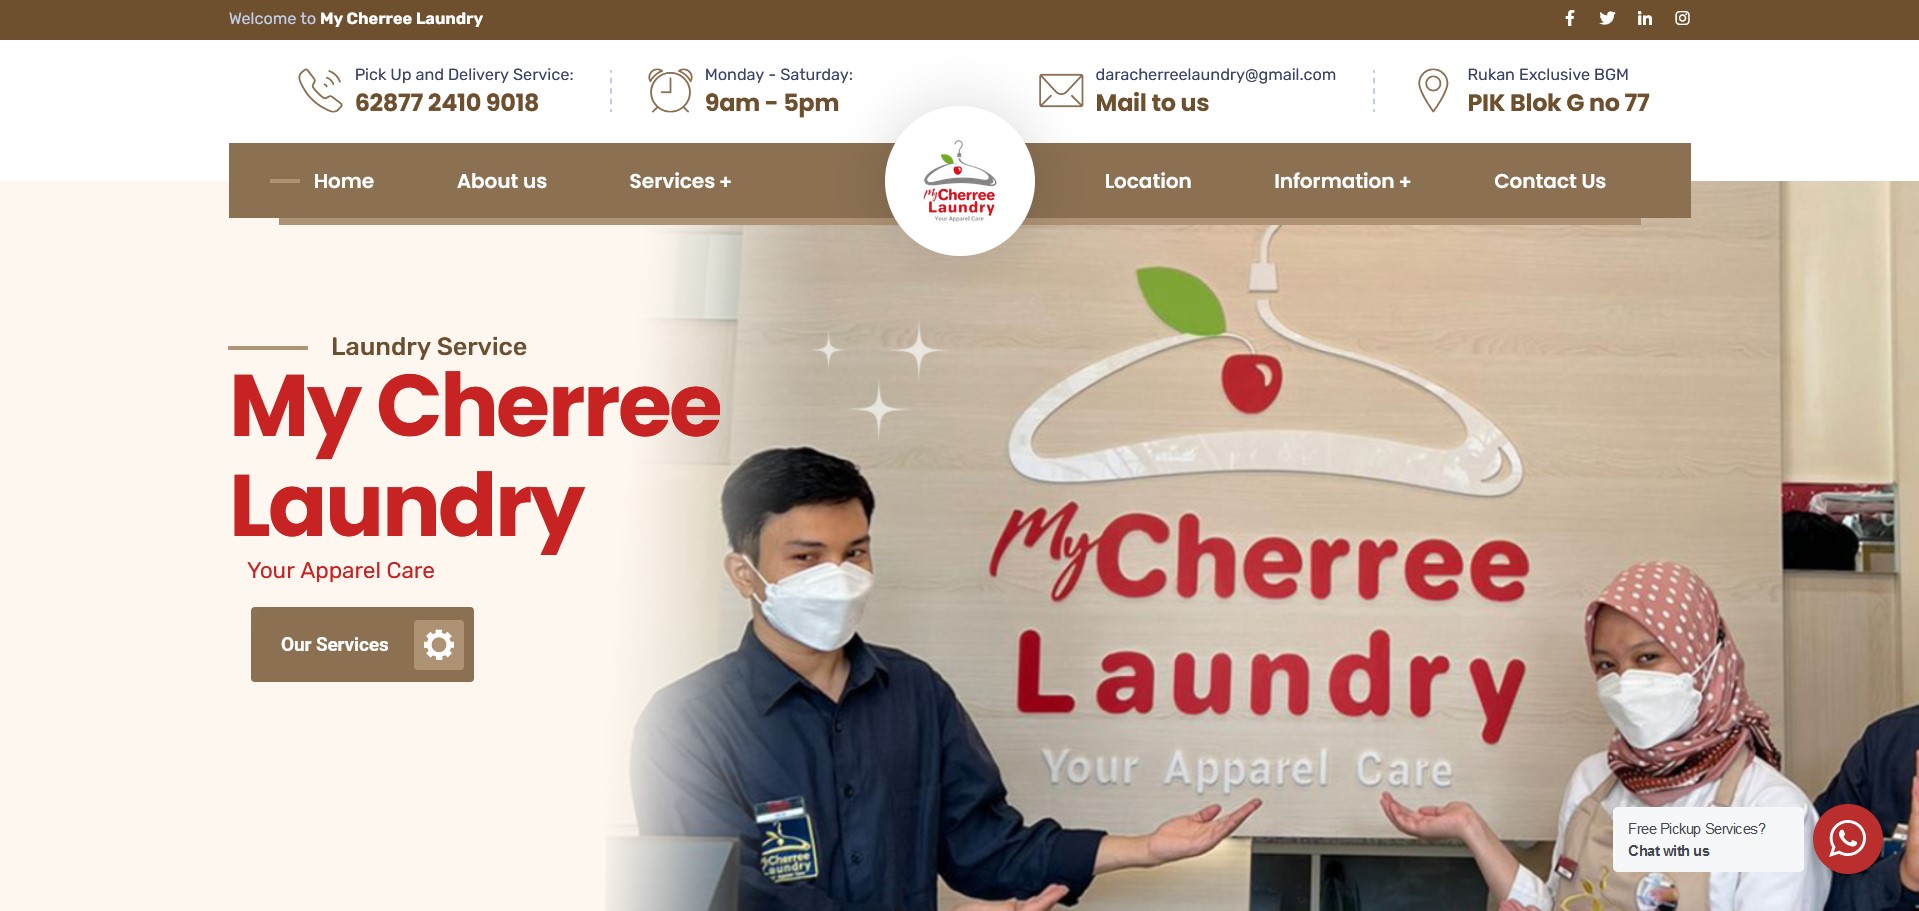 Welcome to My Cherree Laundry
Pick Up and Delivery Service:
62877 2410 9018
Monday - Saturday:
9am - 5pm
daracherreelaundry@gmail.com
Mail to us
Rukan Exclusive BGM
PIK Blok G no 77
Home
About us
Services +
My Cherree
Laundry
Your Apparel Care
Location
Information +
Contact Us
Laundry Service
My Cherree
Laundry
Your Apparel Care
Our Services
My Cherree
Laundry
Your Apparel Care
Cherree
Laundry
Free Pickup Services?
Chat with us